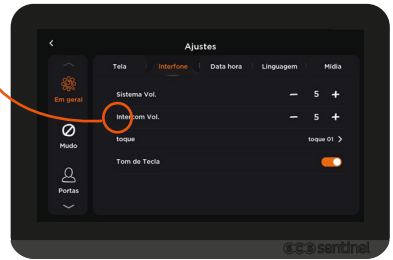 Ajustes
Tela Interfone Data hora Linguagem Mídia
Em geral
Sistema Vol. − 5 +
Intercom Vol. − 5 +
Mudo
toque toque 01 >
Tom de Tecla
Portas
sentinel